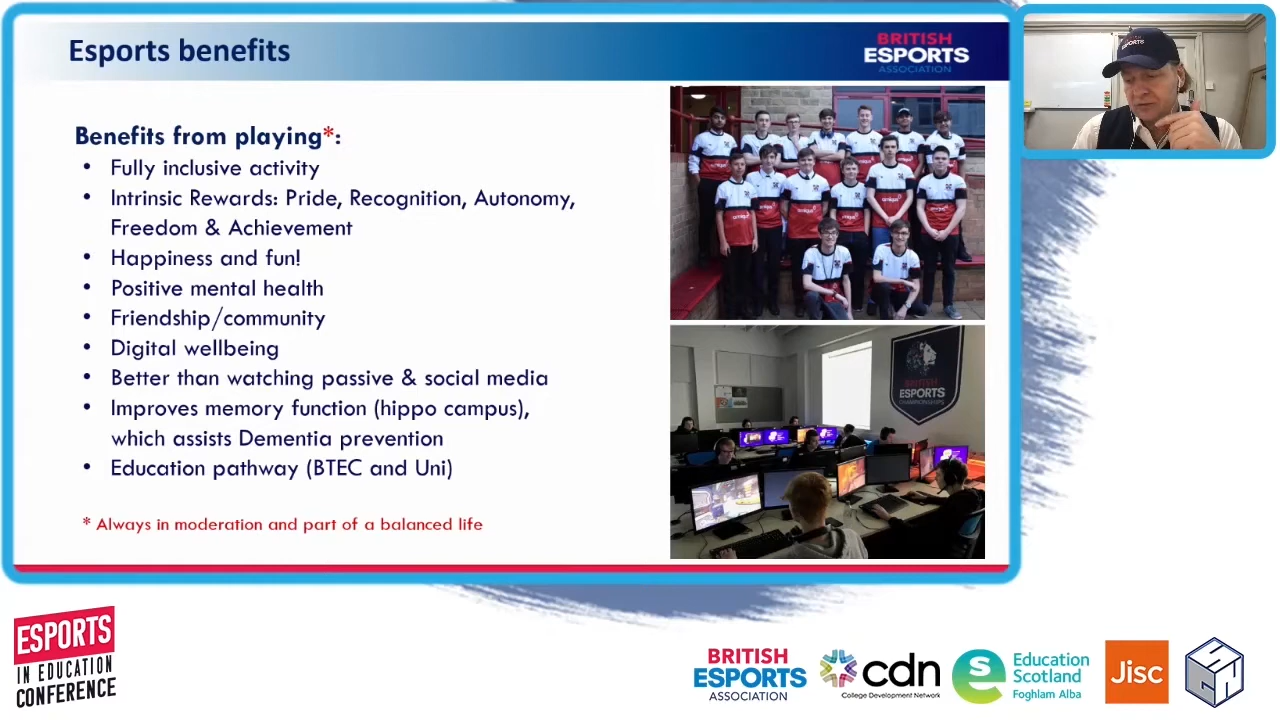 Esports benefits
BRITISH
ESPORTS
ASSOCIATION
Benefits from playing*:
• Fully inclusive activity
• Intrinsic Rewards: Pride, Recognition, Autonomy,
Freedom & Achievement
• Happiness and fun!
• Positive mental health
• Friendship/community
• Digital wellbeing
• Better than watching passive & social media
• Improves memory function (hippo campus),
which assists Dementia prevention
• Education pathway (BTEC and Uni)
* Always in moderation and part of a balanced life
ESPORTS
BRITISH
ESPORTS
CHAMPIONSHIPS
ESPORTS
IN EDUCATION
CONFERENCE
BRITISH
ESPORTS
ASSOCIATION
cdn
College Development Network
Education
Scotland
Foghlam Alba
Jisc